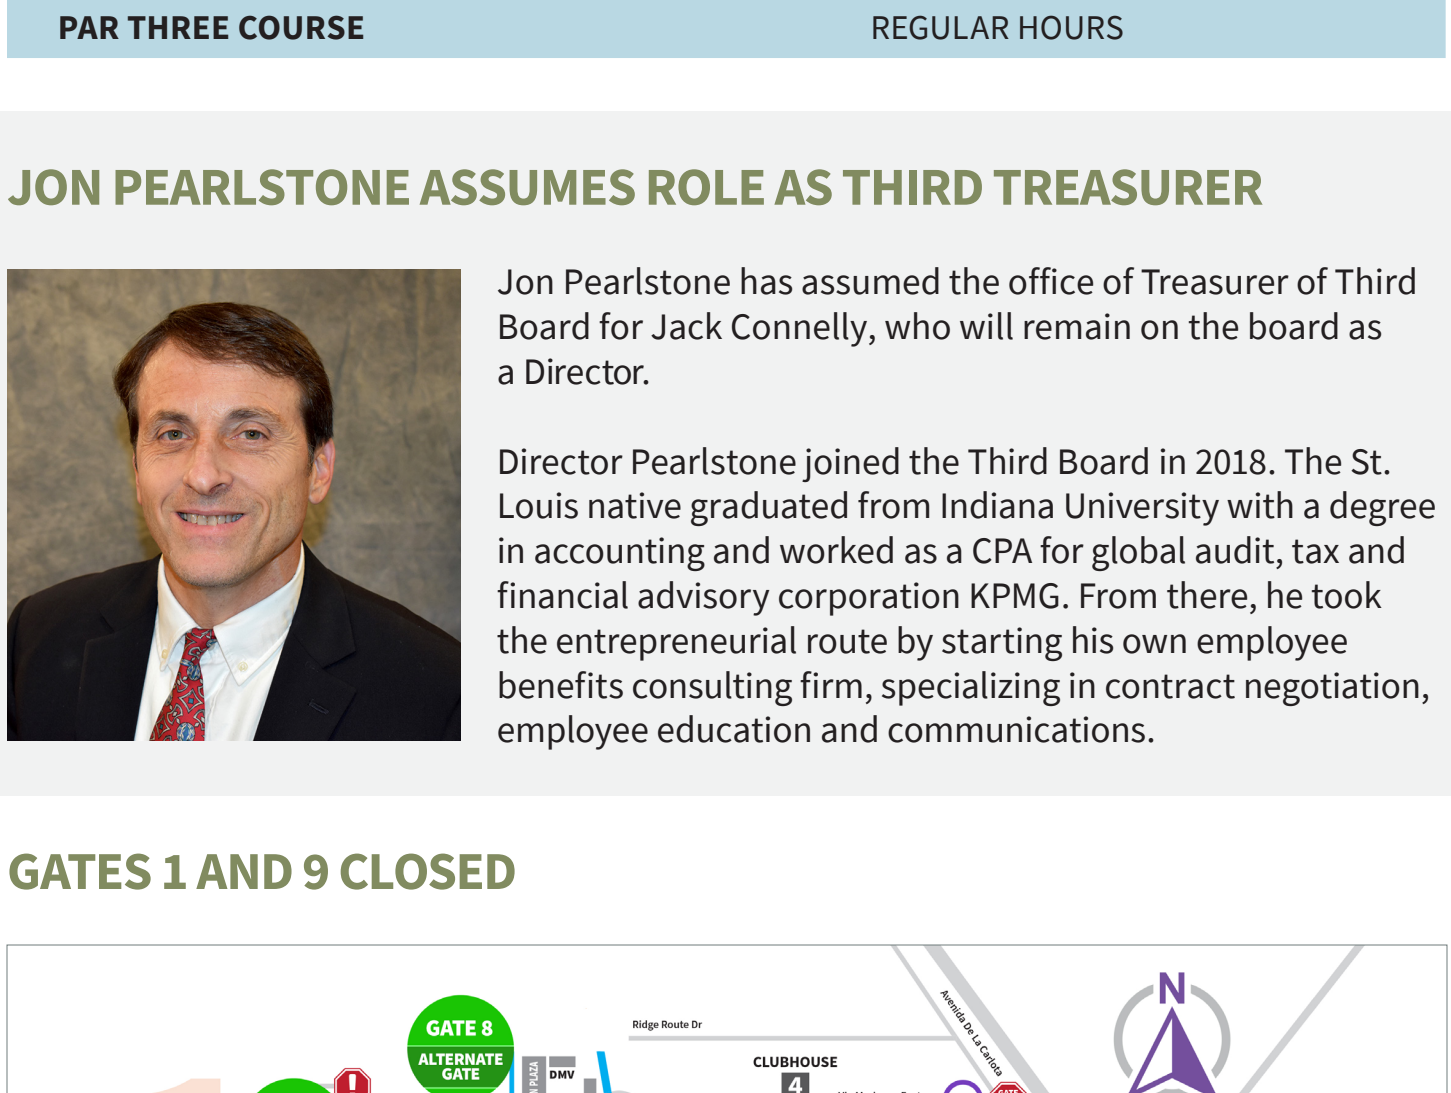 PAR THREE COURSE REGULAR HOURS
JON PEARLSTONE ASSUMES ROLE AS THIRD TREASURER
Jon Pearlstone has assumed the office of Treasurer of Third
Board for Jack Connelly, who will remain on the board as
a Director.
Director Pearlstone joined the Third Board in 2018. The St.
Louis native graduated from Indiana University with a degree
in accounting and worked as a CPA for global audit, tax and
financial advisory corporation KPMG. From there, he took
the entrepreneurial route by starting his own employee
benefits consulting firm, specializing in contract negotiation,
employee education and communications.
GATES 1 AND 9 CLOSED
N
Avenida De La Carlota
GATE 8
Ridge Route Dr
ALTERNATE
GATE
CLUBHOUSE
4
PLAZA
DMV
!
GATE